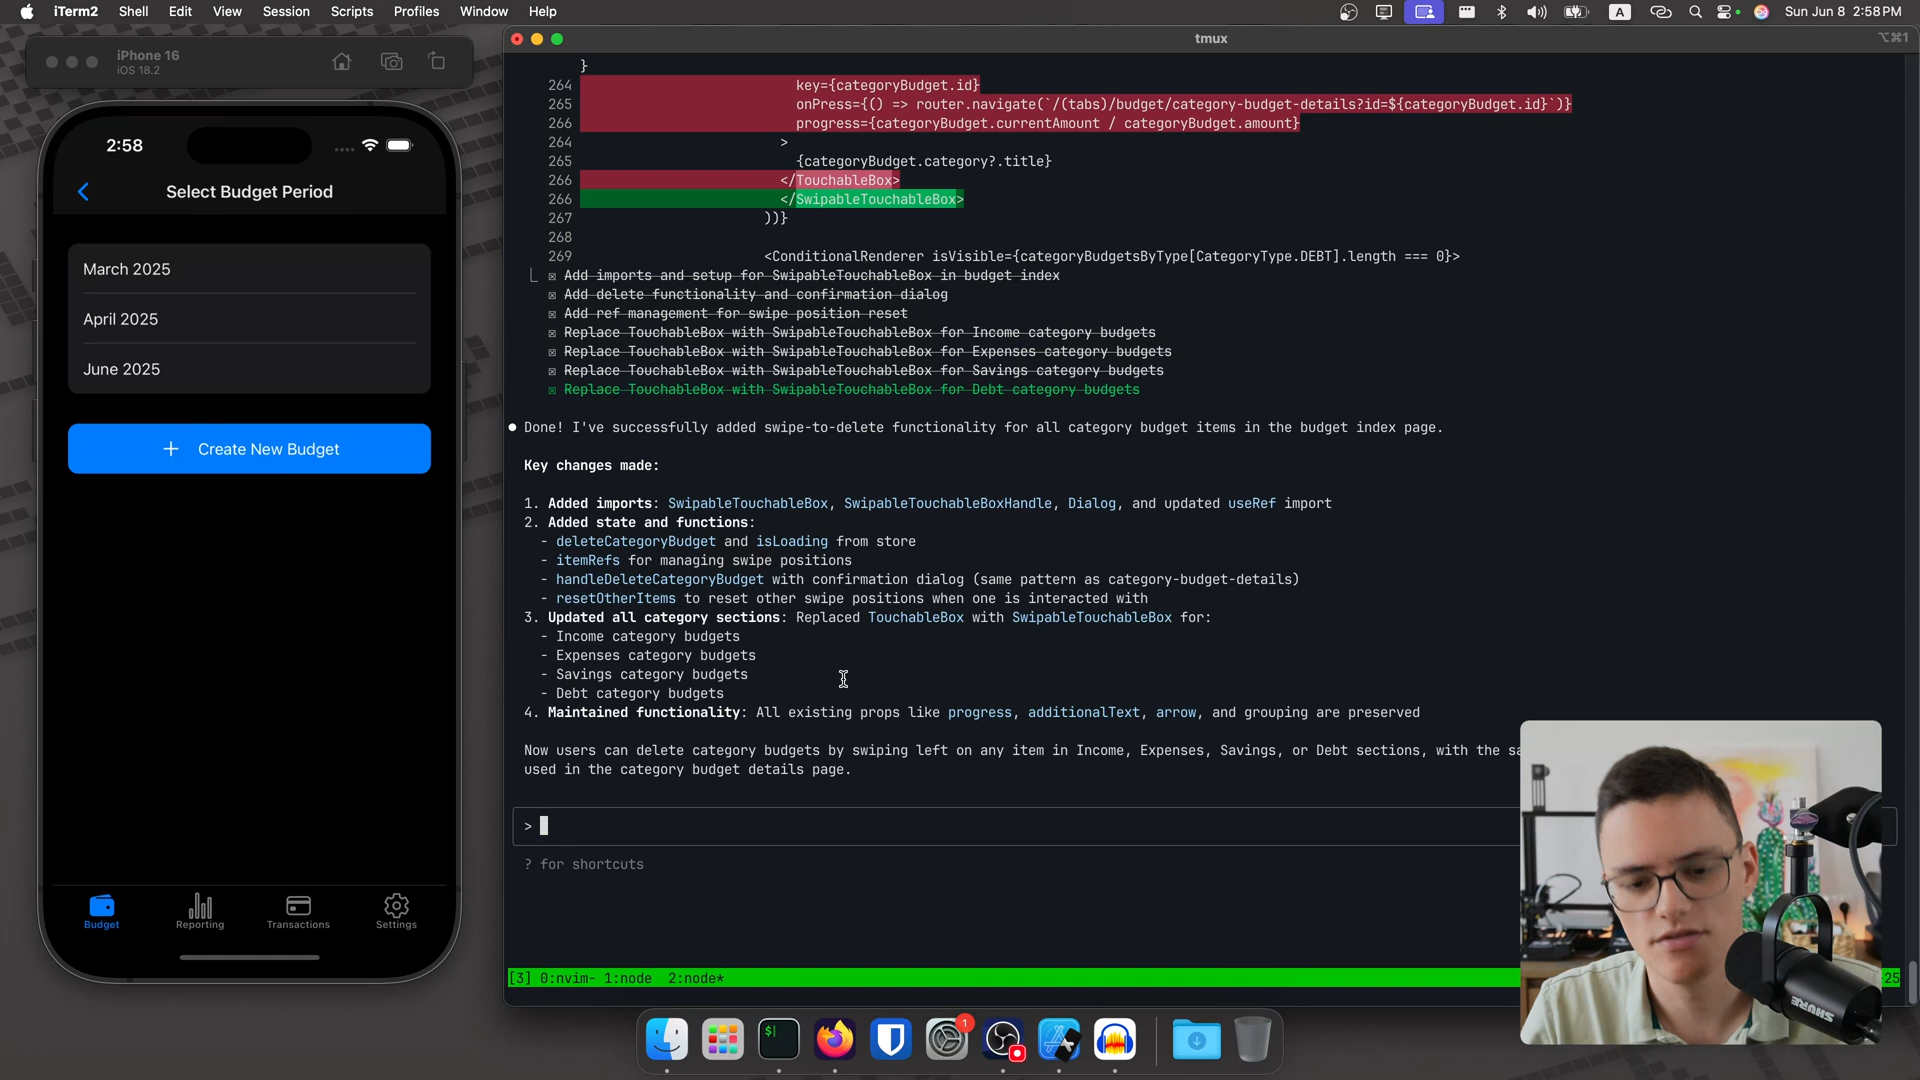 iTerm2 Shell Edit View Session Scripts Profiles Window Help
A
Sun Jun 8 2:58 PM
iPhone 16
iOS 18.2
2:58
Select Budget Period
March 2025
April 2025
June 2025
+ Create New Budget
Budget
Reporting
Transactions
Settings
tmux
⌥⌘1
}
264 key={categoryBudget.id}
265 onPress={() => router.navigate(`/(tabs)/budget/category-budget-details?id=${categoryBudget.id}`)}
266 progress={categoryBudget.currentAmount / categoryBudget.amount}
264 >
265 {categoryBudget.category?.title}
266 </TouchableBox>
266 </SwipableTouchableBox>
267 ))}
268
269 <ConditionalRenderer isVisible={categoryBudgetsByType[CategoryType.DEBT].length === 0}>
⎿ ☒ Add imports and setup for SwipableTouchableBox in budget index
☒ Add delete functionality and confirmation dialog
☒ Add ref management for swipe position reset
☒ Replace TouchableBox with SwipableTouchableBox for Income category budgets
☒ Replace TouchableBox with SwipableTouchableBox for Expenses category budgets
☒ Replace TouchableBox with SwipableTouchableBox for Savings category budgets
☒ Replace TouchableBox with SwipableTouchableBox for Debt category budgets
● Done! I've successfully added swipe-to-delete functionality for all category budget items in the budget index page.
Key changes made:
1. Added imports: SwipableTouchableBox, SwipableTouchableBoxHandle, Dialog, and updated useRef import
2. Added state and functions:
- deleteCategoryBudget and isLoading from store
- itemRefs for managing swipe positions
- handleDeleteCategoryBudget with confirmation dialog (same pattern as category-budget-details)
- resetOtherItems to reset other swipe positions when one is interacted with
3. Updated all category sections: Replaced TouchableBox with SwipableTouchableBox for:
- Income category budgets
- Expenses category budgets
- Savings category budgets
- Debt category budgets
4. Maintained functionality: All existing props like progress, additionalText, arrow, and grouping are preserved
Now users can delete category budgets by swiping left on any item in Income, Expenses, Savings, or Debt sections, with the sa
used in the category budget details page.
>
? for shortcuts
[3] 0:nvim- 1:node 2:node*
25
$
1
SHURE